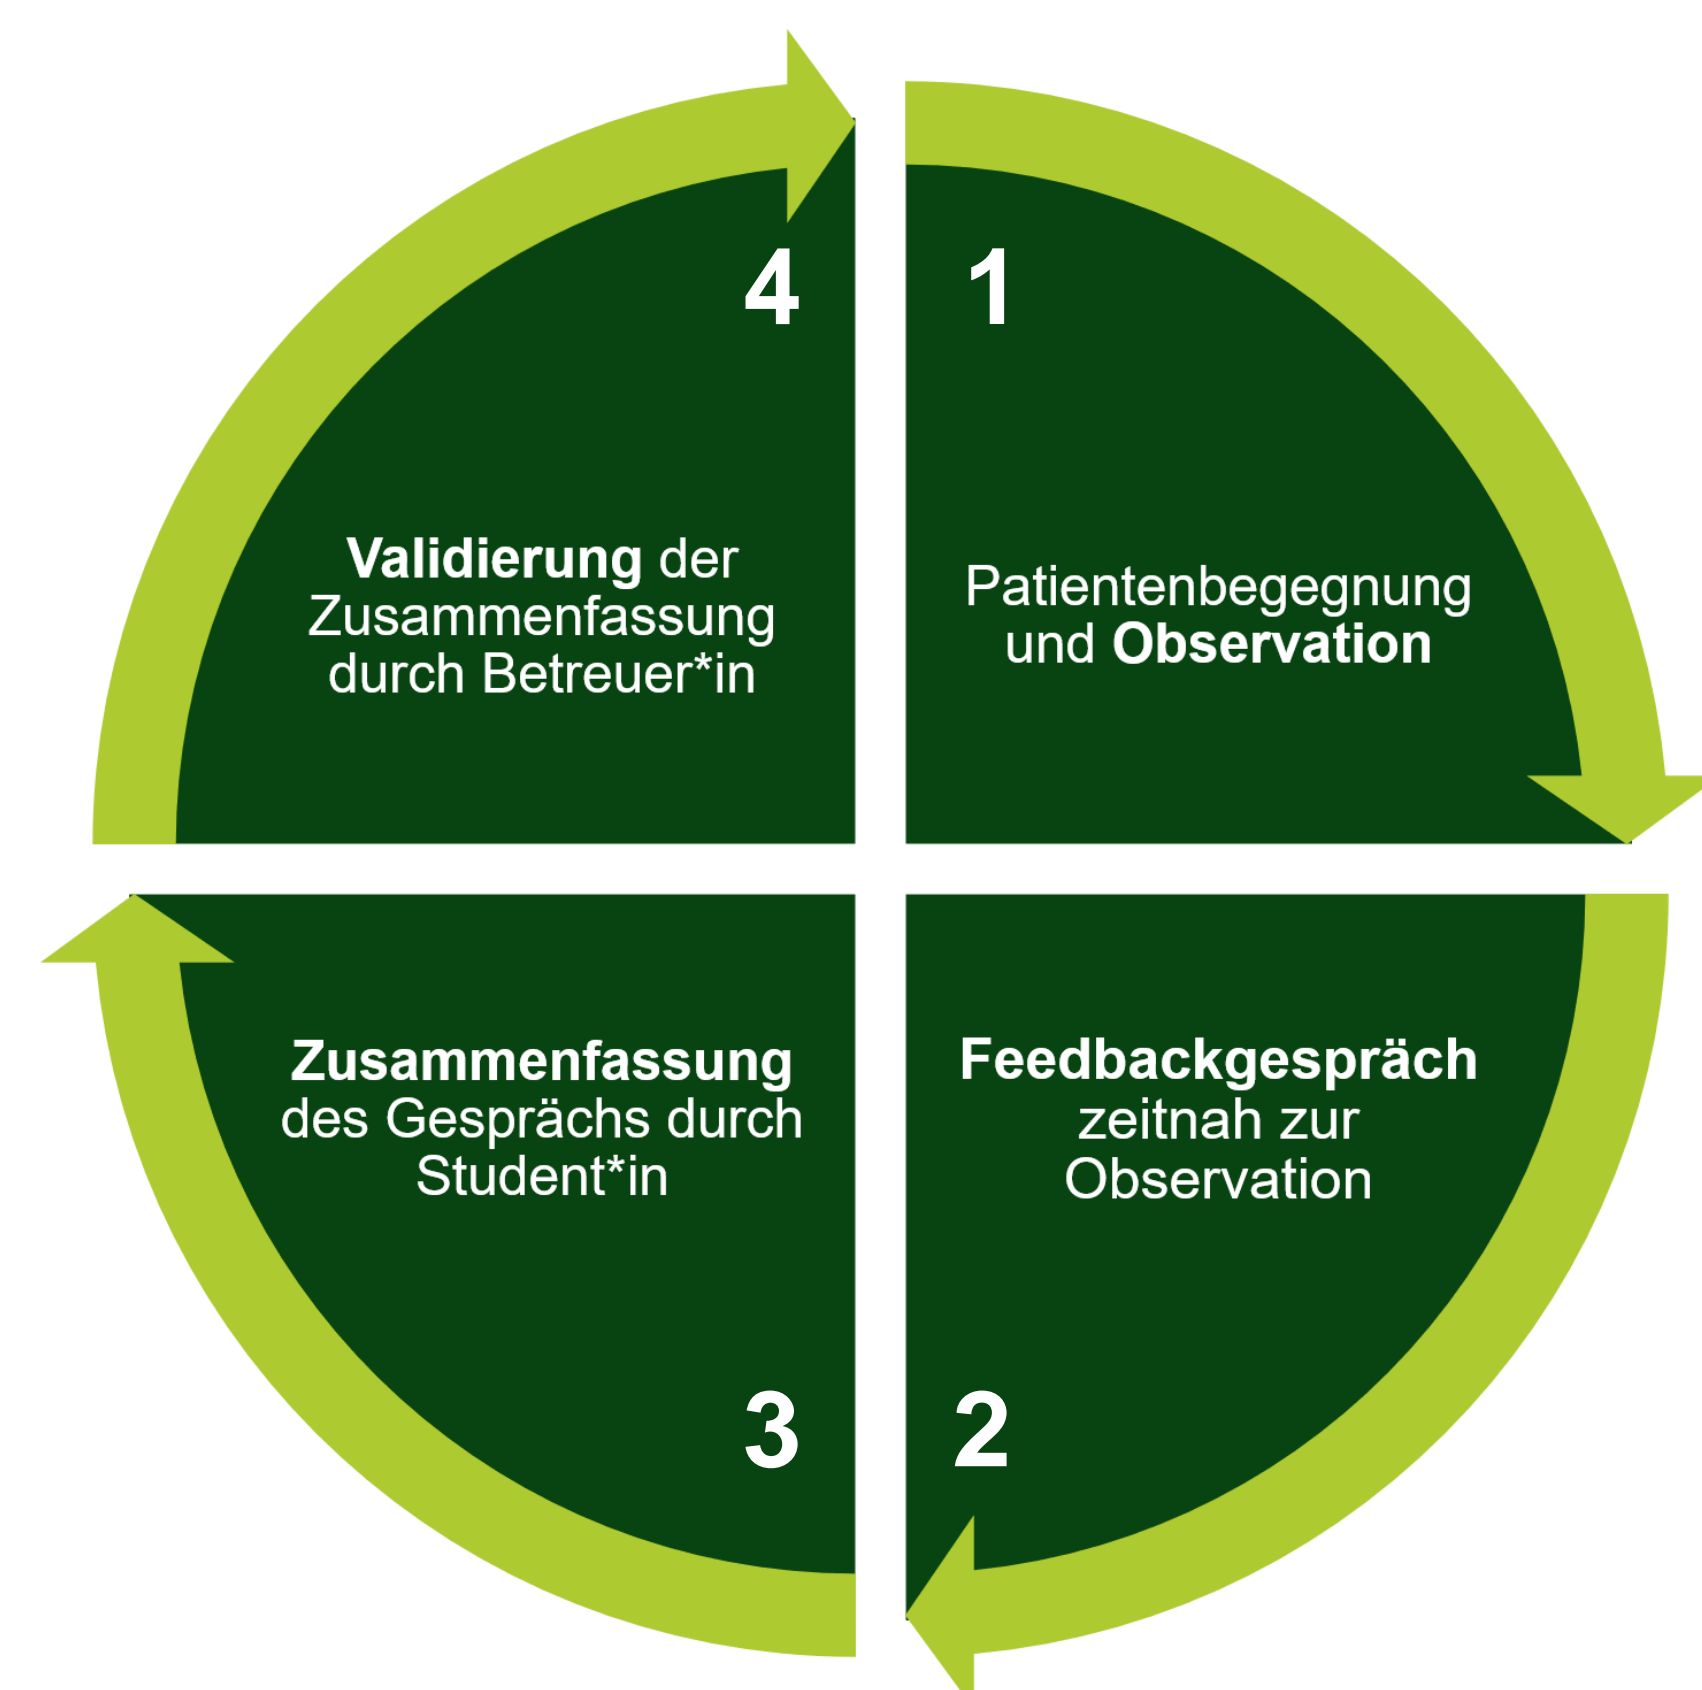 1
Patientenbegegnung
und Observation
2
Feedbackgespräch
zeitnah zur
Observation
3
Zusammenfassung
des Gesprächs durch
Student*in
4
Validierung der
Zusammenfassung
durch Betreuer*in